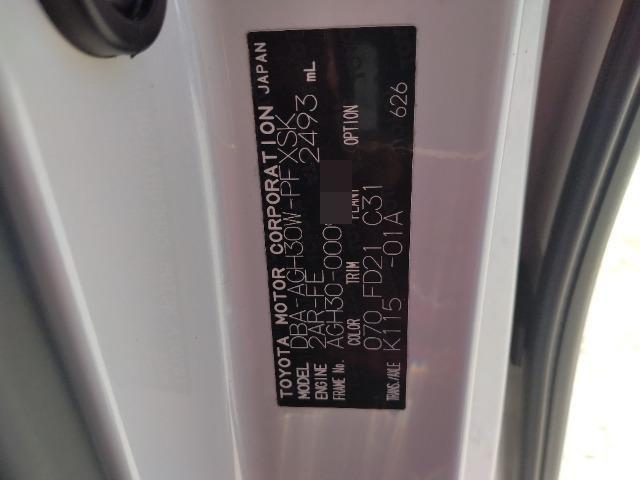 TOYOTA MOTOR CORPORATION JAPAN
MODEL DBA-AGH30W-PFXSK
ENGINE 2AR-FE 2493 mL
FRAME No. AGH30-000
COLOR TRIM PLANT OPTION
070 FD21 C31
TRANS./AXLE K115 -01A 626